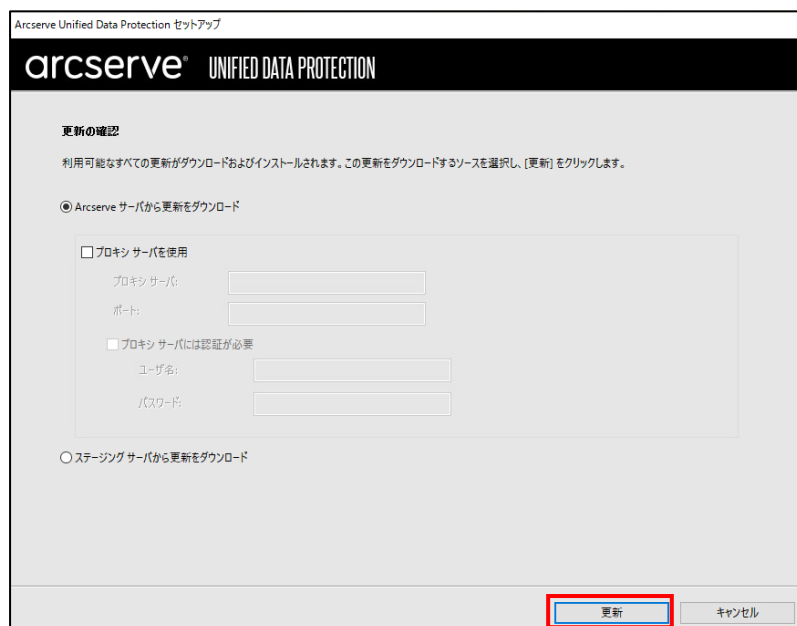 Arcserve Unified Data Protection セットアップ
arcserve® UNIFIED DATA PROTECTION
更新の確認
利用可能なすべての更新がダウンロードおよびインストールされます。この更新をダウンロードするソースを選択し、[更新] をクリックします。
Arcserve サーバから更新をダウンロード
プロキシ サーバを使用
プロキシ サーバ:
ポート:
プロキシ サーバには認証が必要
ユーザ名:
パスワード:
ステージング サーバから更新をダウンロード
更新 キャンセル